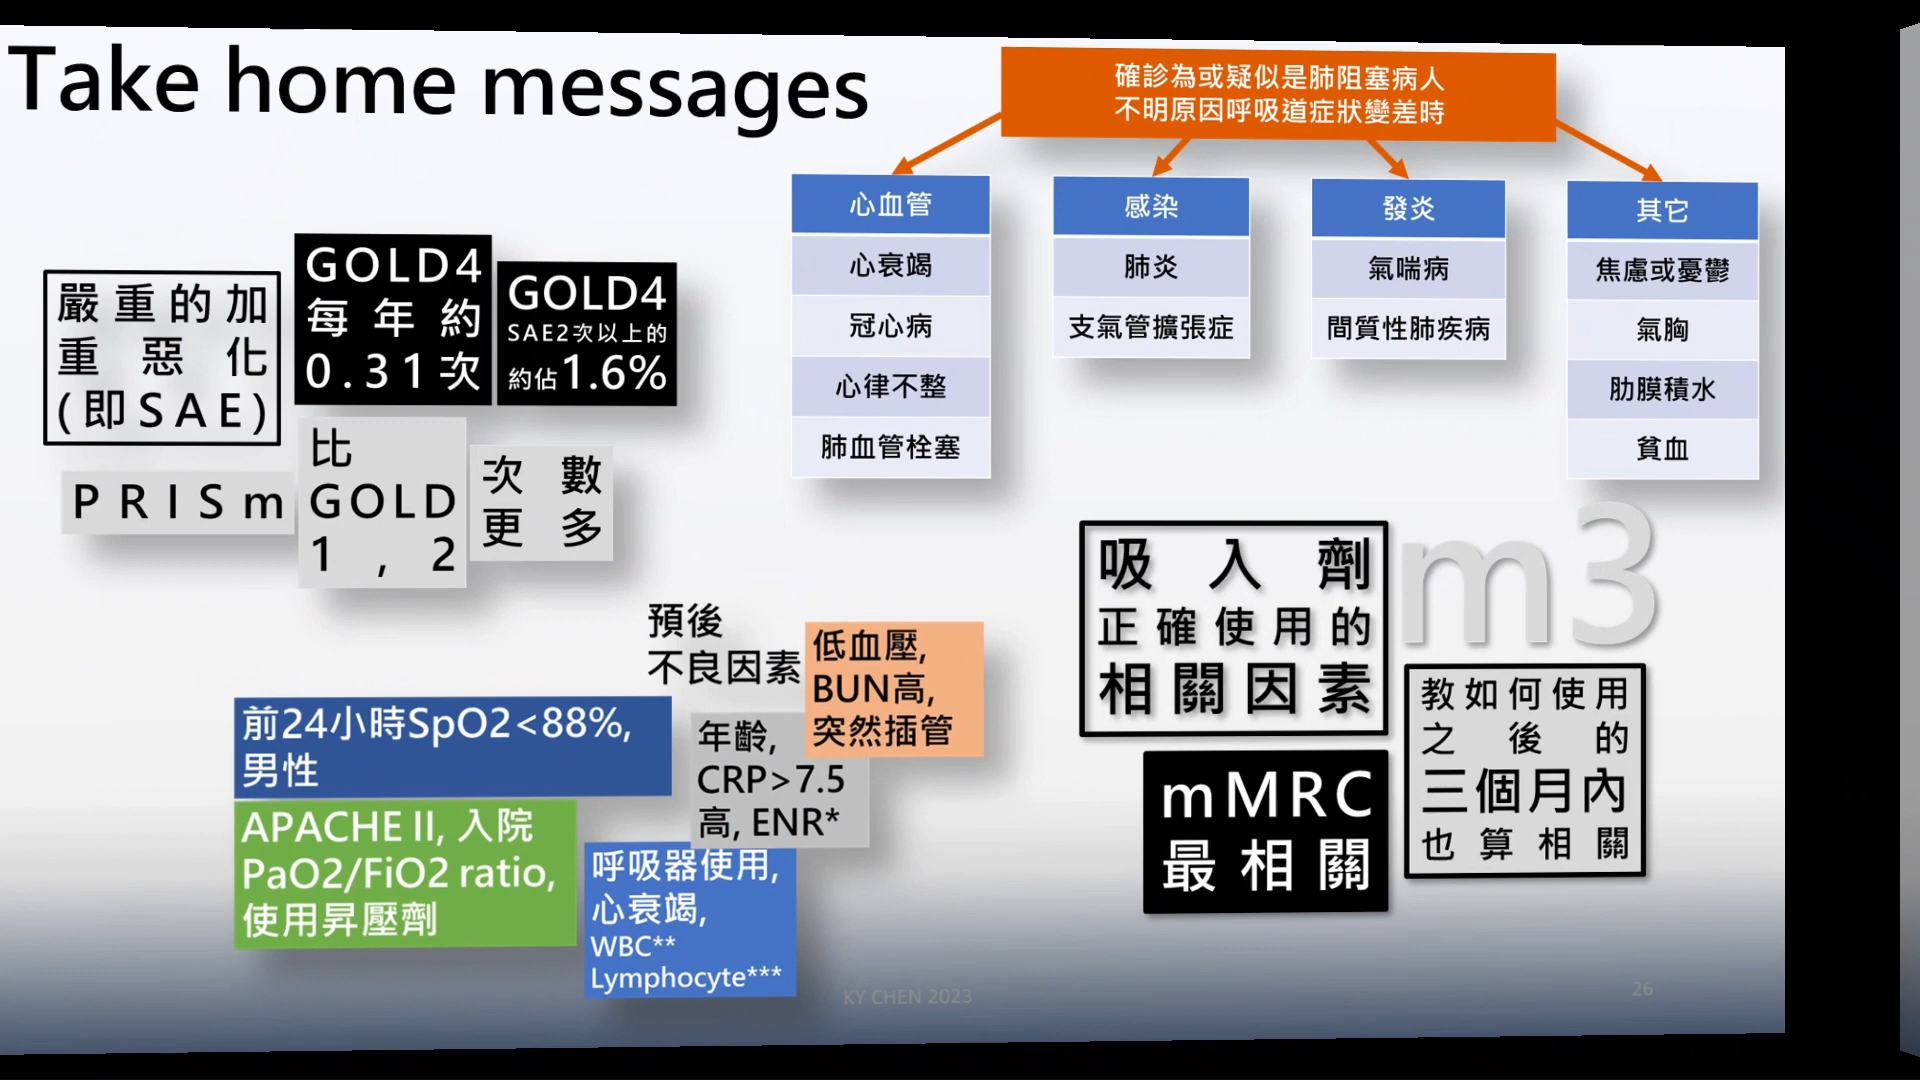 Take home messages
確診為或疑似是肺阻塞病人
不明原因呼吸道症狀變差時
心血管
心衰竭
冠心病
心律不整
肺血管栓塞
感染
肺炎
支氣管擴張症
發炎
氣喘病
間質性肺疾病
其它
焦慮或憂鬱
氣胸
肋膜積水
貧血
嚴重的加
重惡化
(即SAE)
GOLD4
每年約
0.31次
GOLD4
SAE2次以上的
約佔1.6%
PRISm
比
GOLD
1,2
次數
更多
預後
不良因素
低血壓,
BUN高,
突然插管
前24小時SpO2<88%,
男性
年齡,
CRP>7.5
高, ENR*
APACHE II, 入院
PaO2/FiO2 ratio,
使用昇壓劑
呼吸器使用,
心衰竭,
WBC**
Lymphocyte***
吸入劑
正確使用的
相關因素
m3
mMRC
最相關
教如何使用
之後的
三個月內
也算相關
KY CHEN 2023
26